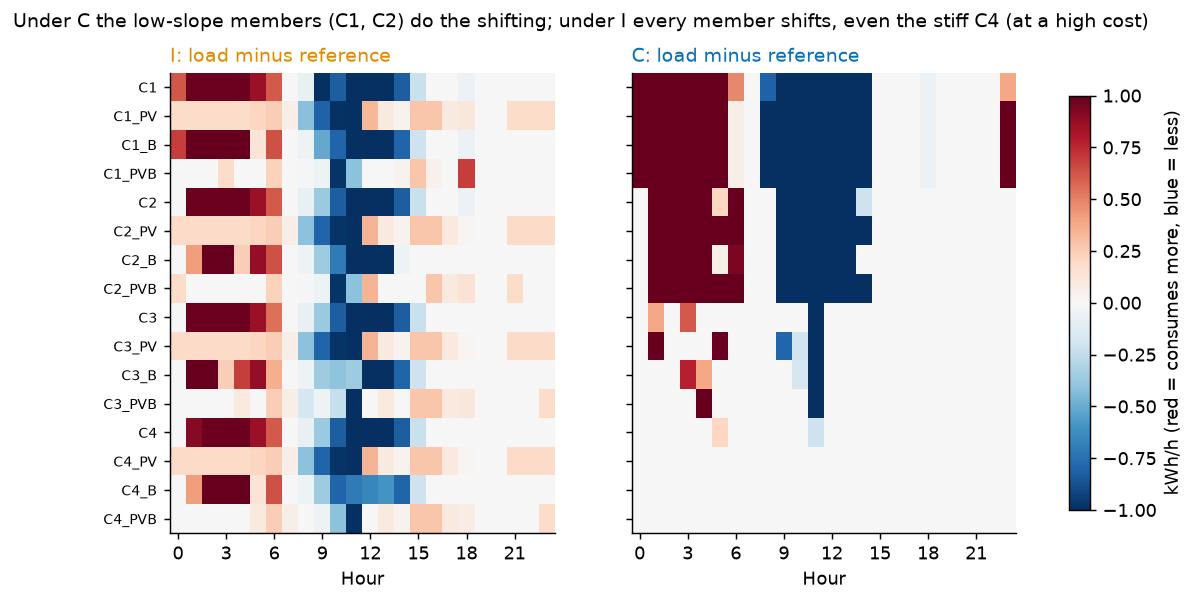 Under C the low-slope members (C1, C2) do the shifting; under I every member shifts, even the stiff C4 (at a high cost)
I: load minus reference
C: load minus reference
C1
C1_PV
C1_B
C1_PVB
C2
C2_PV
C2_B
C2_PVB
C3
C3_PV
C3_B
C3_PVB
C4
C4_PV
C4_B
C4_PVB
0 3 6 9 12 15 18 21
Hour
0 3 6 9 12 15 18 21
Hour
1.00
0.75
0.50
0.25
0.00
−0.25
−0.50
−0.75
−1.00
kWh/h (red = consumes more, blue = less)